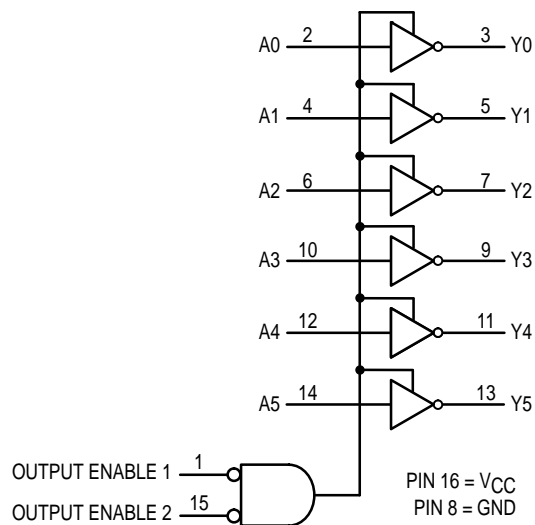 A0 2 3 Y0
A1 4 5 Y1
A2 6 7 Y2
A3 10 9 Y3
A4 12 11 Y4
A5 14 13 Y5
OUTPUT ENABLE 1 1
OUTPUT ENABLE 2 15
PIN 16 = VCC
PIN 8 = GND